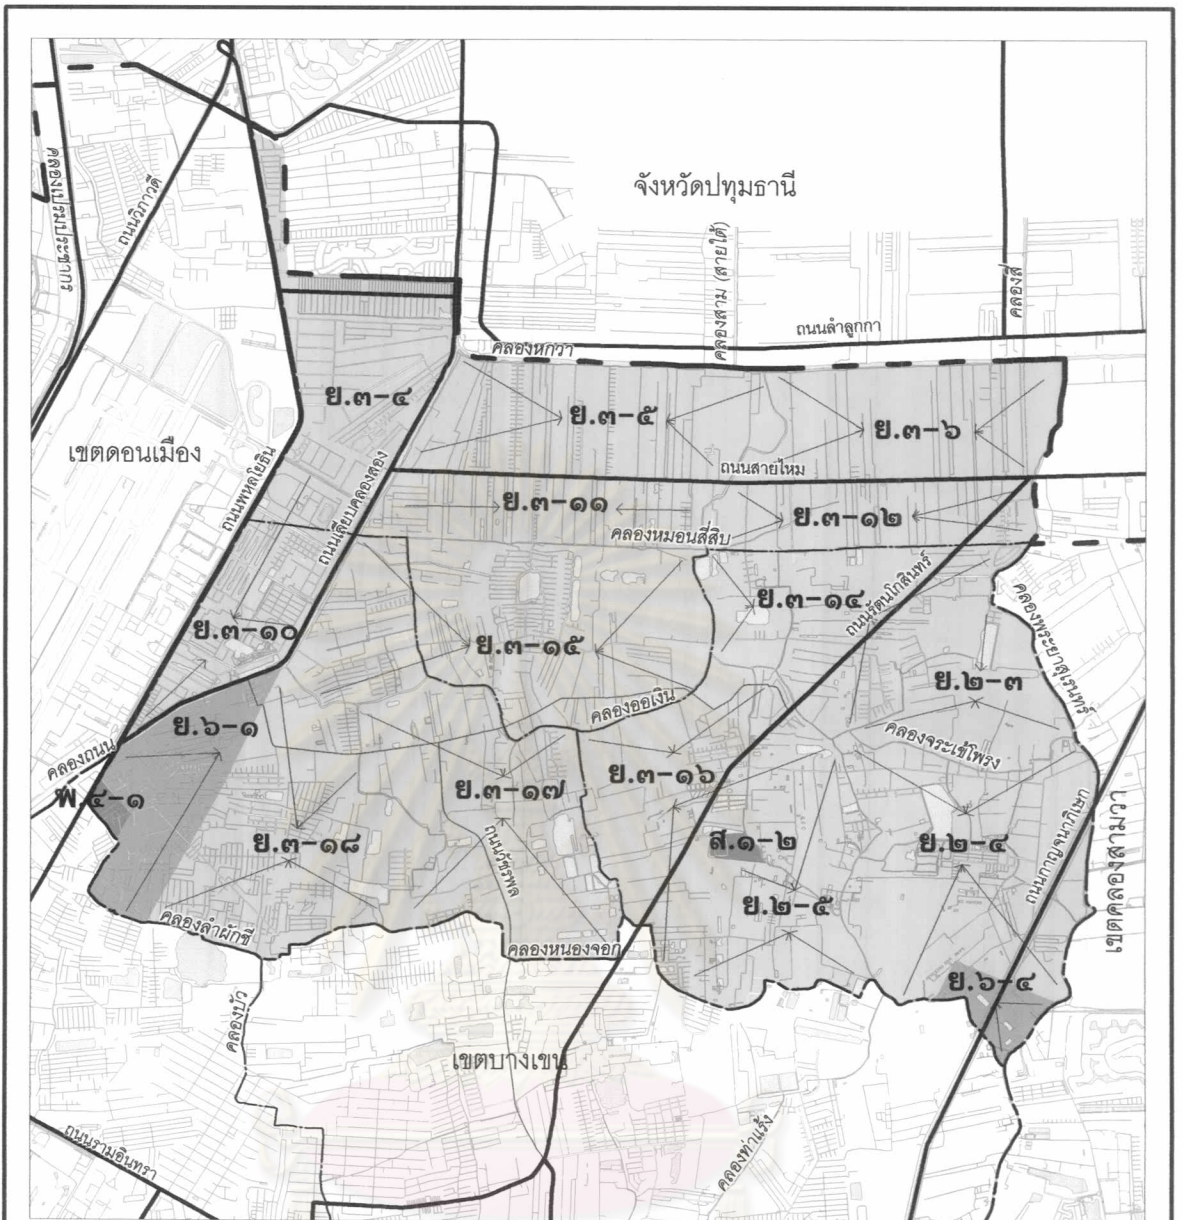 จังหวัดปทุมธานี
คลองเปรมประชากร
ถนนวิภาวดี
คลองสาม (สายใต้)
คลองสี่
ถนนลำลูกกา
คลองหกวา
ย.๓-๔
ย.๓-๕
ย.๓-๖
เขตดอนเมือง
ถนนพหลโยธิน
ถนนเลียบคลองสอง
ถนนสายไหม
ย.๓-๑๑
ย.๓-๑๒
คลองหมอนสี่สิบ
ย.๓-๑๔
ถนนรัตนโกสินทร์
คลองพระยาสุเรนทร์
ย.๓-๑๐
ย.๓-๑๕
ย.๒-๓
คลองออเงิน
ย.๖-๑
คลองจระเข้โพรง
คลองถนน
พ.๔-๑
ย.๓-๑๗
ย.๓-๑๖
ย.๓-๑๘
ถนนวัชรพล
ส.๑-๒
ย.๒-๔
ถนนกาญจนาภิเษก
เขตคลองสามวา
ย.๒-๕
คลองลำผักชี
คลองหนองจอก
ย.๖-๔
คลองบัว
เขตบางเขน
ถนนรามอินทรา
คลองท่าแร้ง